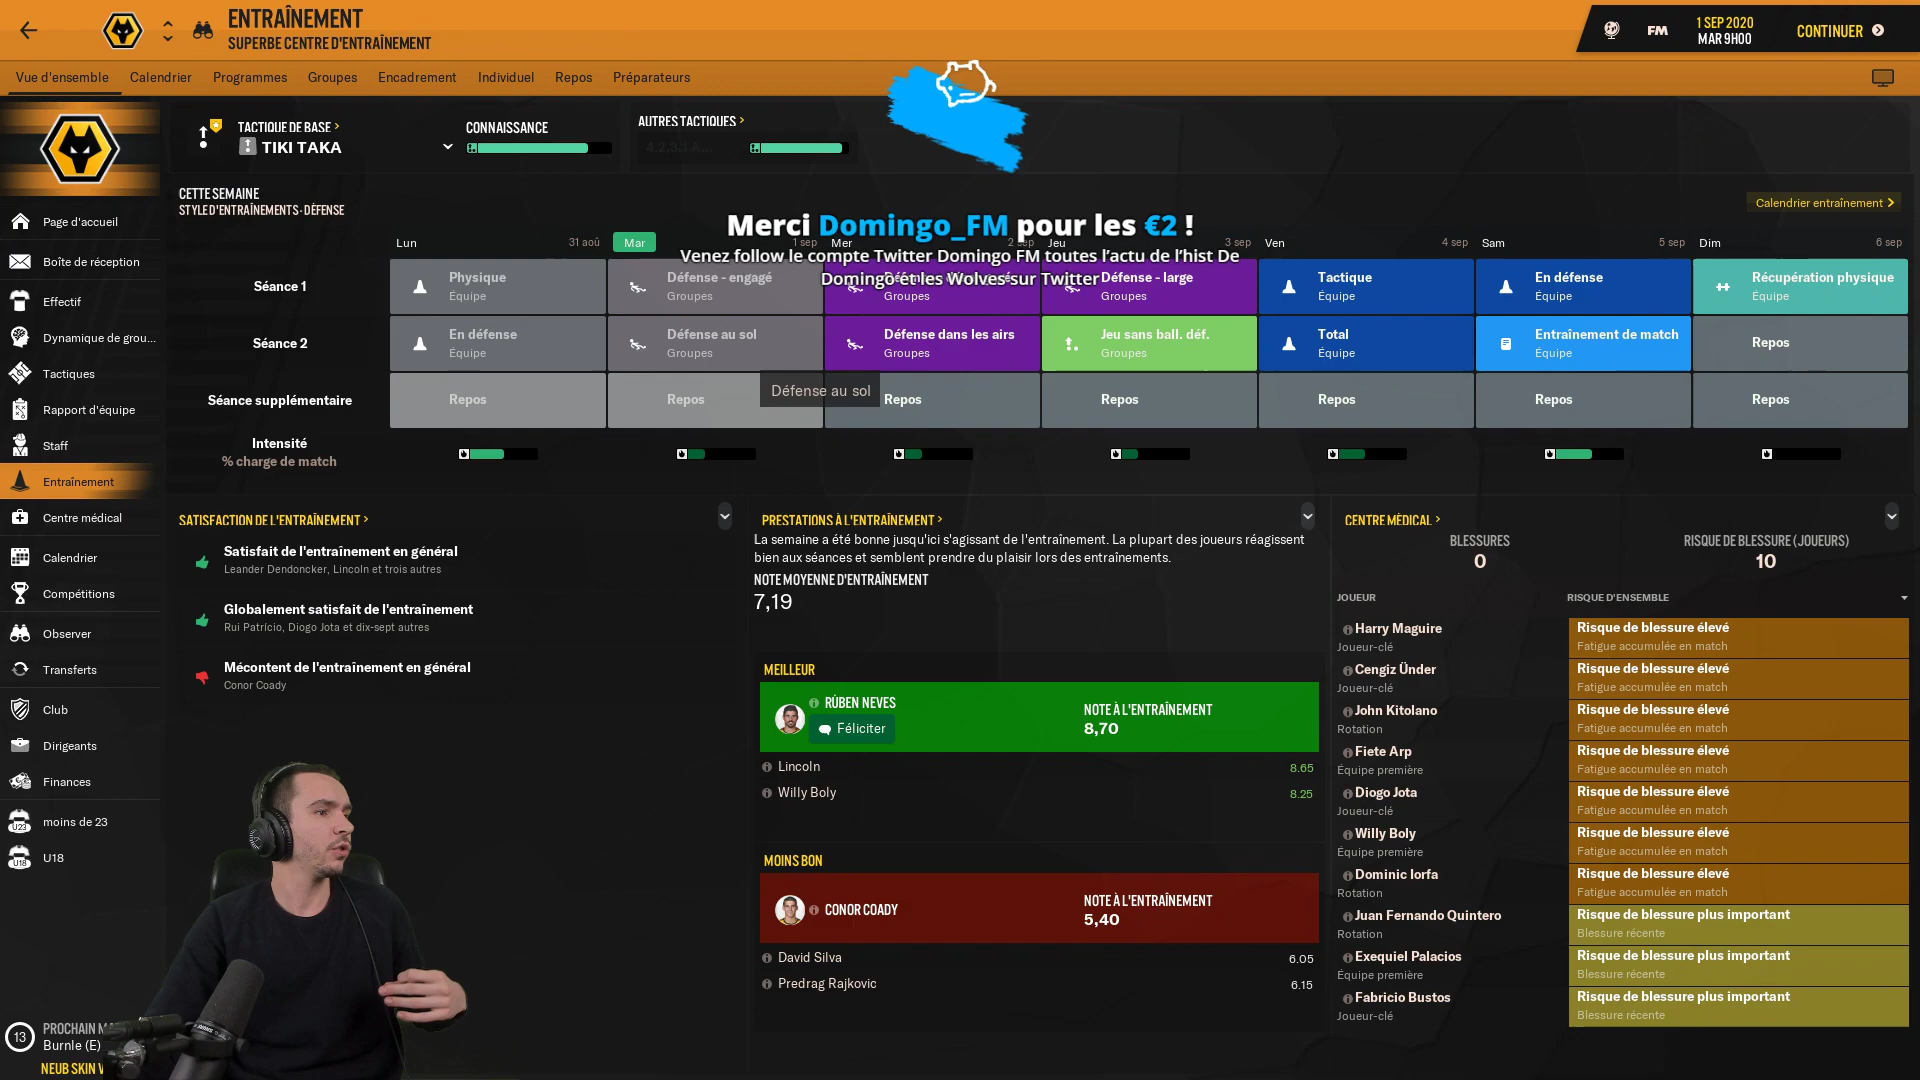 ENTRAÎNEMENT
SUPERBE CENTRE D'ENTRAÎNEMENT
FM
1 SEP 2020
MAR 9H00
CONTINUER
Vue d'ensemble Calendrier Programmes Groupes Encadrement Individuel Repos Préparateurs
TACTIQUE DE BASE >
TIKI TAKA
CONNAISSANCE
AUTRES TACTIQUES >
CETTE SEMAINE
STYLE D'ENTRAÎNEMENTS - DÉFENSE
Calendrier entraînement >
Merci Domingo_FM pour les €2 !
Venez follow le compte Twitter Domingo FM toutes l'actu de l'hist De
Domingo et les Wolves sur Twitter
Lun 31 aoû Mar 1 sep Mer 2 sep Jeu 3 sep Ven 4 sep Sam 5 sep Dim 6 sep
Séance 1
Physique
Équipe
Défense - engagé
Groupes
Groupes
Défense - large
Groupes
Tactique
Équipe
En défense
Équipe
Récupération physique
Équipe
Séance 2
En défense
Équipe
Défense au sol
Groupes
Défense dans les airs
Groupes
Jeu sans ball. déf.
Groupes
Total
Équipe
Entraînement de match
Équipe
Repos
Séance supplémentaire
Repos Repos Repos Repos Repos Repos Repos
Défense au sol
Intensité
% charge de match
Page d'accueil
Boîte de réception
Effectif
Dynamique de grou...
Tactiques
Rapport d'équipe
Staff
Entraînement
Centre médical
Calendrier
Compétitions
Observer
Transferts
Club
Dirigeants
Finances
U23
moins de 23
U18
U18
13
PROCHAIN
Burnle (E)
NEUB SKIN
SATISFACTION DE L'ENTRAÎNEMENT >
Satisfait de l'entraînement en général
Leander Dendoncker, Lincoln et trois autres
Globalement satisfait de l'entraînement
Rui Patrício, Diogo Jota et dix-sept autres
Mécontent de l'entraînement en général
Conor Coady
PRESTATIONS À L'ENTRAÎNEMENT >
La semaine a été bonne jusqu'ici s'agissant de l'entraînement. La plupart des joueurs réagissent
bien aux séances et semblent prendre du plaisir lors des entraînements.
NOTE MOYENNE D'ENTRAÎNEMENT
7,19
MEILLEUR
RÚBEN NEVES
Féliciter
NOTE À L'ENTRAÎNEMENT
8,70
Lincoln 8.65
Willy Boly 8.25
MOINS BON
CONOR COADY
NOTE À L'ENTRAÎNEMENT
5,40
David Silva 6.05
Predrag Rajkovic 6.15
CENTRE MÉDICAL >
BLESSURES
0
RISQUE DE BLESSURE (JOUEURS)
10
JOUEUR RISQUE D'ENSEMBLE
Harry Maguire Risque de blessure élevé
Joueur-clé Fatigue accumulée en match
Cengiz Ünder Risque de blessure élevé
Joueur-clé Fatigue accumulée en match
John Kitolano Risque de blessure élevé
Rotation Fatigue accumulée en match
Fiete Arp Risque de blessure élevé
Équipe première Fatigue accumulée en match
Diogo Jota Risque de blessure élevé
Joueur-clé Fatigue accumulée en match
Willy Boly Risque de blessure élevé
Équipe première Fatigue accumulée en match
Dominic Iorfa Risque de blessure élevé
Rotation Fatigue accumulée en match
Juan Fernando Quintero Risque de blessure plus important
Rotation Blessure récente
Exequiel Palacios Risque de blessure plus important
Équipe première Blessure récente
Fabricio Bustos Risque de blessure plus important
Joueur-clé Blessure récente